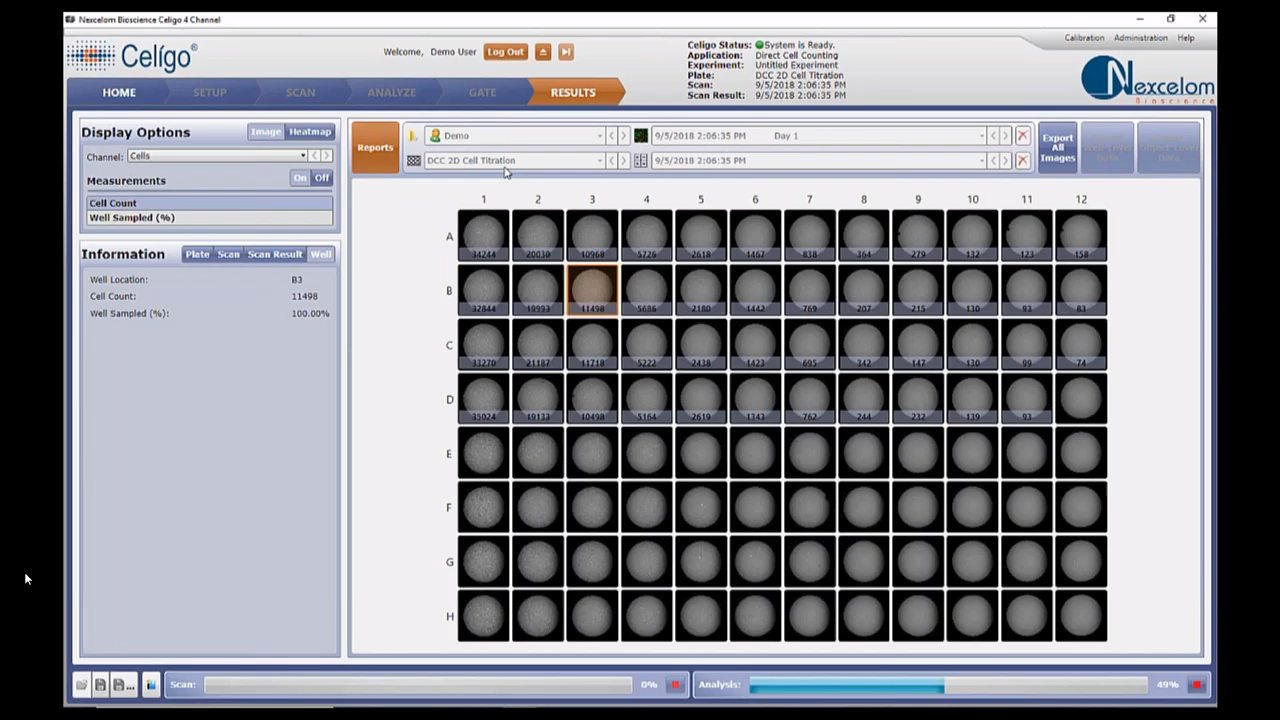 Nexcelom Bioscience Celigo 4 Channel
Calibration Administration Help
Celígo®
Welcome, Demo User Log Out
Celigo Status: System is Ready.
Application: Direct Cell Counting
Experiment: Untitled Experiment
Plate: DCC 2D Cell Titration
Scan: 9/5/2018 2:06:35 PM
Scan Result: 9/5/2018 2:06:35 PM
Nexcelom
Bioscience
HOME SETUP SCAN ANALYZE GATE RESULTS
Display Options Image Heatmap
Channel: Cells
Measurements On Off
Cell Count
Well Sampled (%)
Information Plate Scan Scan Result Well
Well Location: B3
Cell Count: 11498
Well Sampled (%): 100.00%
Reports
Demo 9/5/2018 2:06:35 PM Day 1
DCC 2D Cell Titration 9/5/2018 2:06:35 PM
Export
All
Images
1 2 3 4 5 6 7 8 9 10 11 12
A 34244 20030 10968 5726 2618 1467 838 364 279 132 123 158
B 32844 19993 11498 5686 2180 1442 769 207 215 130 93 83
C 33270 21187 11718 5222 2438 1423 695 342 147 130 99 74
D 35024 19133 10498 5164 2619 1343 762 244 232 139 93
E
F
G
H
Scan: 0% Analysis: 49%